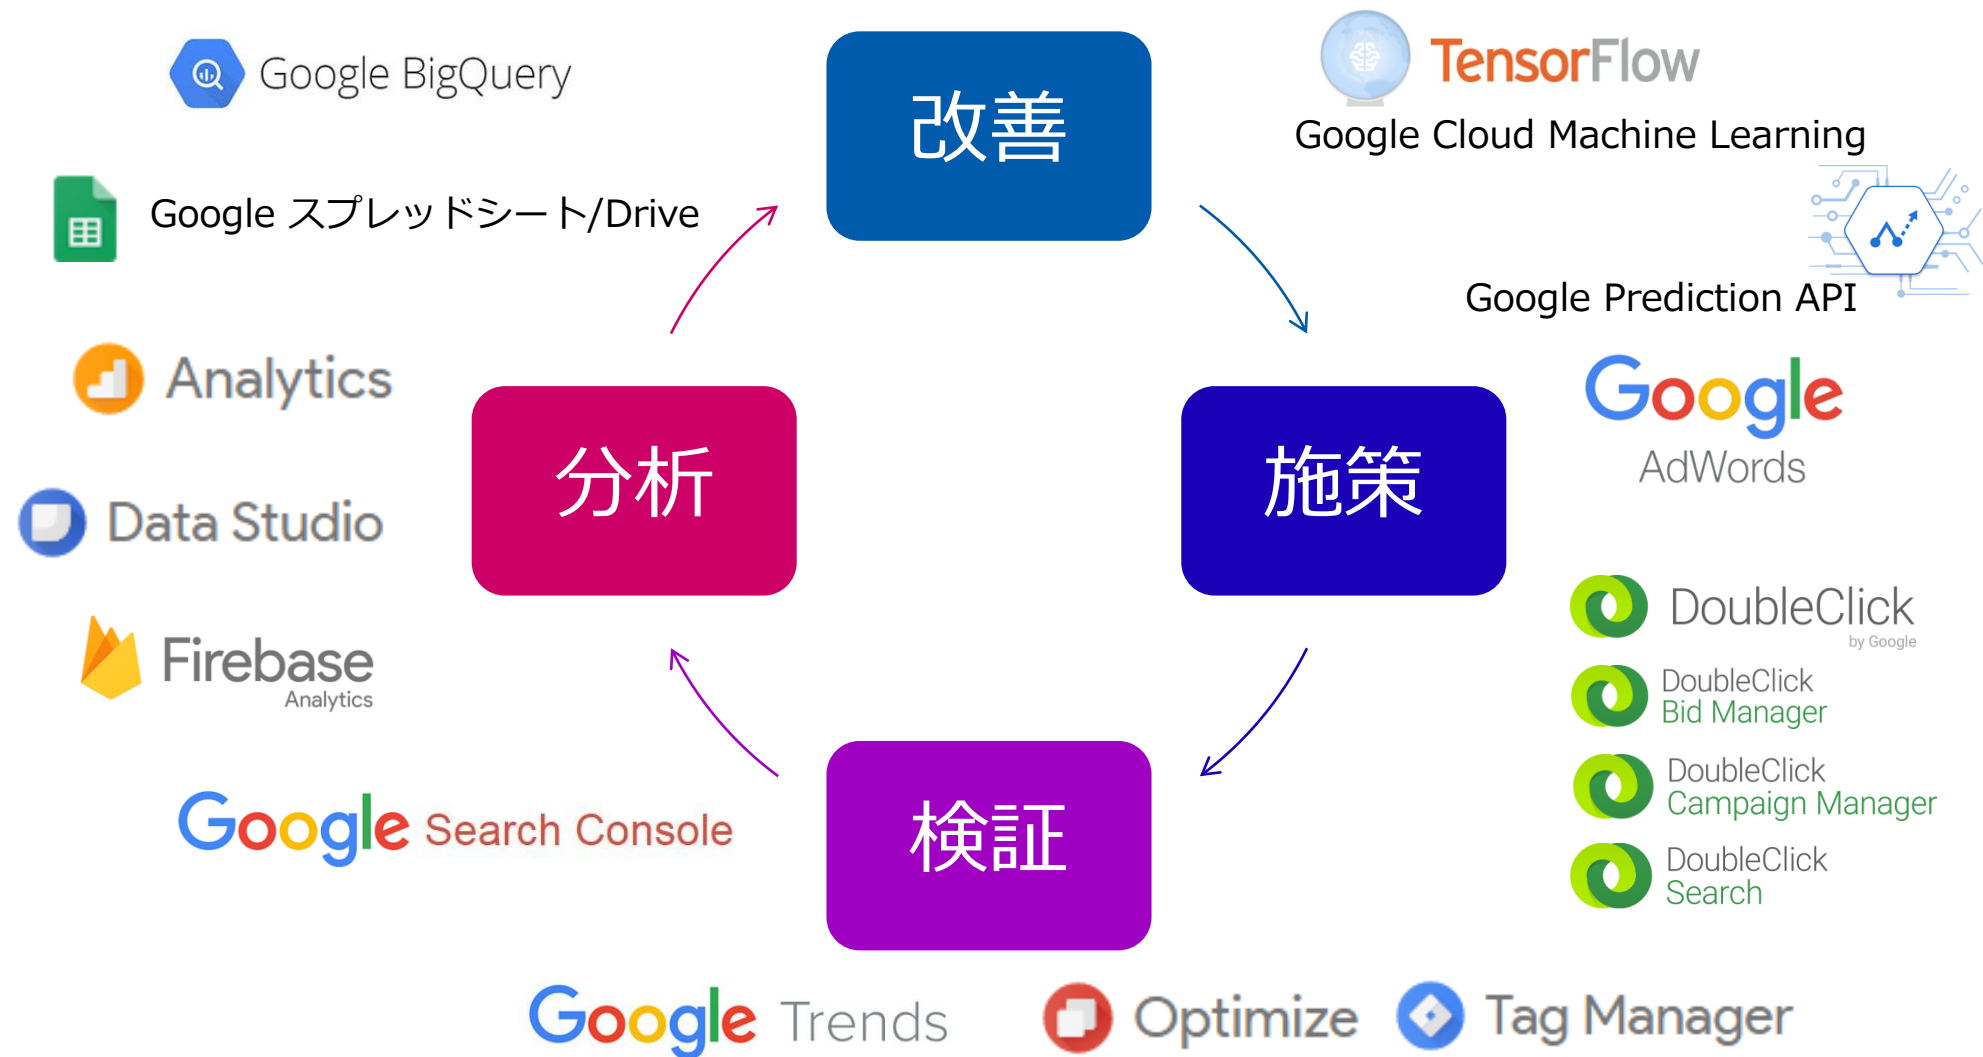 Google BigQuery
改善
TensorFlow
Google Cloud Machine Learning
Google スプレッドシート/Drive
Google Prediction API
Analytics
Google
AdWords
分析
施策
Data Studio
DoubleClick
by Google
Firebase
Analytics
DoubleClick
Bid Manager
DoubleClick
Campaign Manager
Google Search Console
検証
DoubleClick
Search
Google Trends
Optimize
Tag Manager